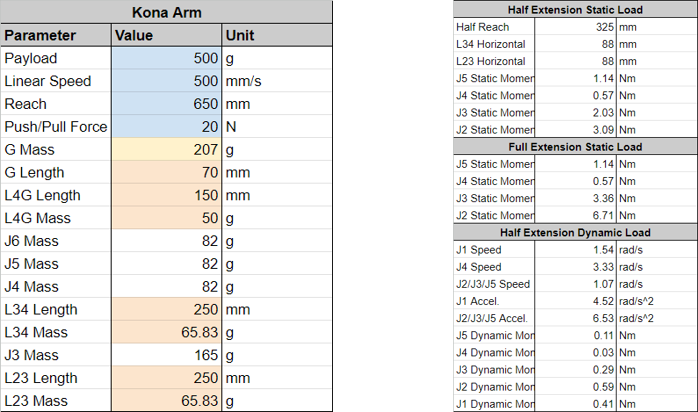 Kona Arm
Parameter Value Unit
Payload 500 g
Linear Speed 500 mm/s
Reach 650 mm
Push/Pull Force 20 N
G Mass 207 g
G Length 70 mm
L4G Length 150 mm
L4G Mass 50 g
J6 Mass 82 g
J5 Mass 82 g
J4 Mass 82 g
L34 Length 250 mm
L34 Mass 65.83 g
J3 Mass 165 g
L23 Length 250 mm
L23 Mass 65.83 g
Half Extension Static Load
Half Reach 325 mm
L34 Horizontal 88 mm
L23 Horizontal 88 mm
J5 Static Momen 1.14 Nm
J4 Static Momen 0.57 Nm
J3 Static Momen 2.03 Nm
J2 Static Momen 3.09 Nm
Full Extension Static Load
J5 Static Momen 1.14 Nm
J4 Static Momen 0.57 Nm
J3 Static Momen 3.36 Nm
J2 Static Momen 6.71 Nm
Half Extension Dynamic Load
J1 Speed 1.54 rad/s
J4 Speed 3.33 rad/s
J2/J3/J5 Speed 1.07 rad/s
J1 Accel. 4.52 rad/s^2
J2/J3/J5 Accel. 6.53 rad/s^2
J5 Dynamic Mon 0.11 Nm
J4 Dynamic Mon 0.03 Nm
J3 Dynamic Mon 0.29 Nm
J2 Dynamic Mon 0.59 Nm
J1 Dynamic Mon 0.41 Nm